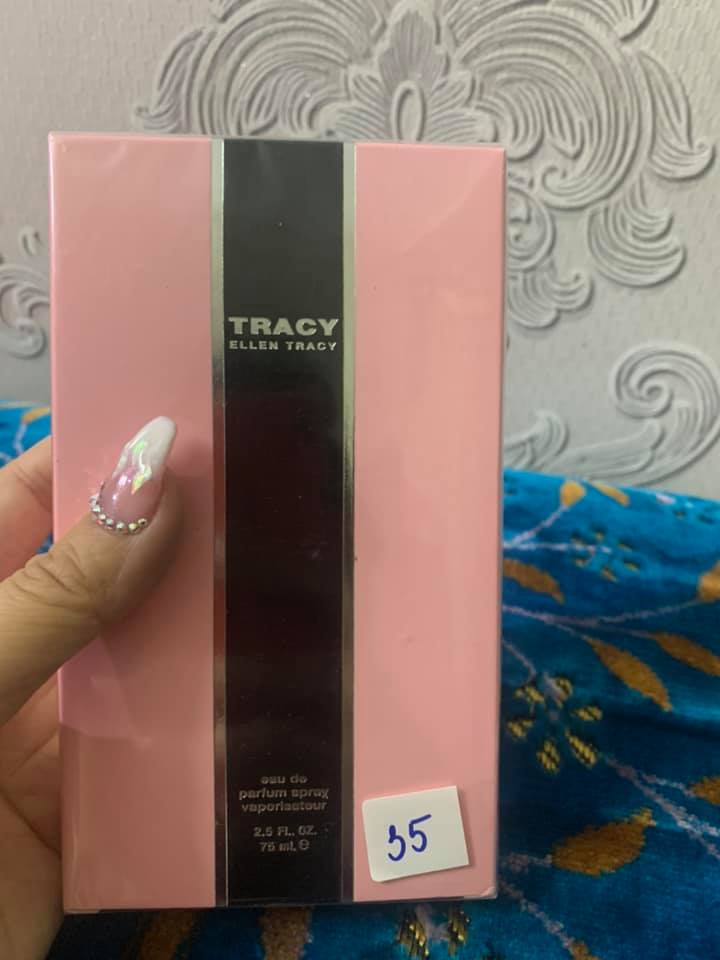 TRACY
ELLEN TRACY
eau de
parfum spray
vaporisateur
2.5 FL. OZ.
75 mL e
35